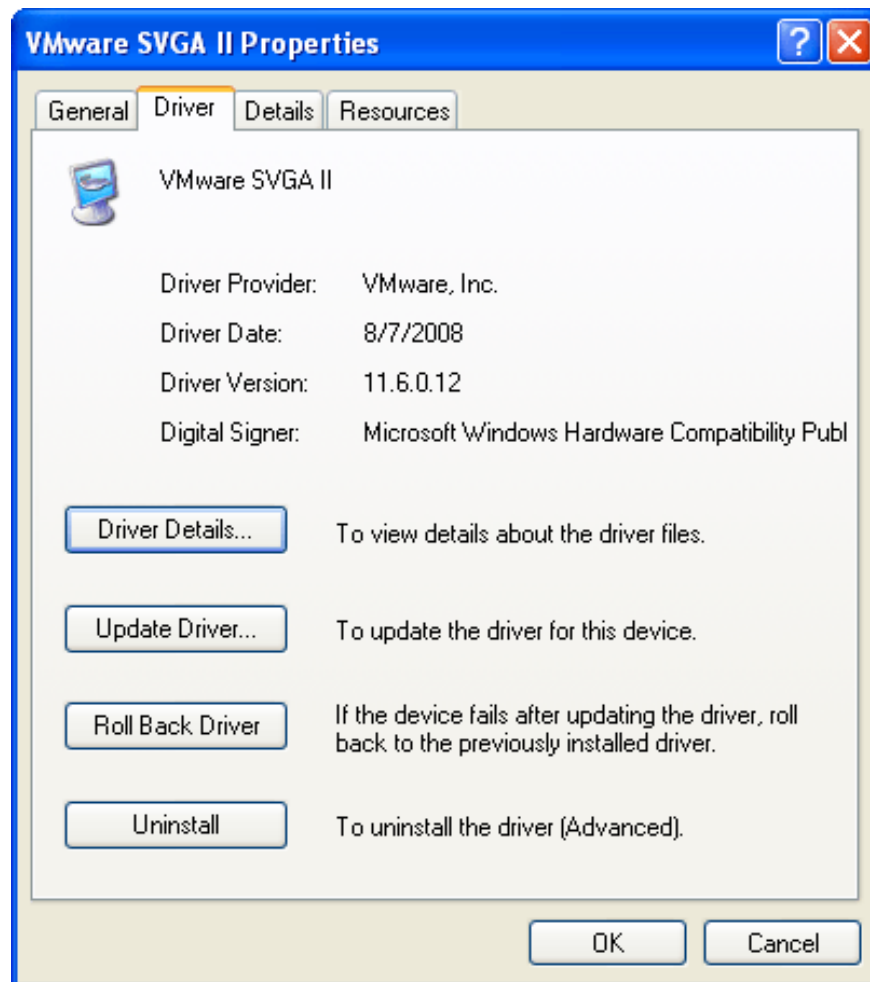 VMware SVGA II Properties
General Driver Details Resources
VMware SVGA II
Driver Provider: VMware, Inc.
Driver Date: 8/7/2008
Driver Version: 11.6.0.12
Digital Signer: Microsoft Windows Hardware Compatibility Publ
Driver Details... To view details about the driver files.
Update Driver... To update the driver for this device.
Roll Back Driver If the device fails after updating the driver, roll
back to the previously installed driver.
Uninstall To uninstall the driver (Advanced).
OK Cancel